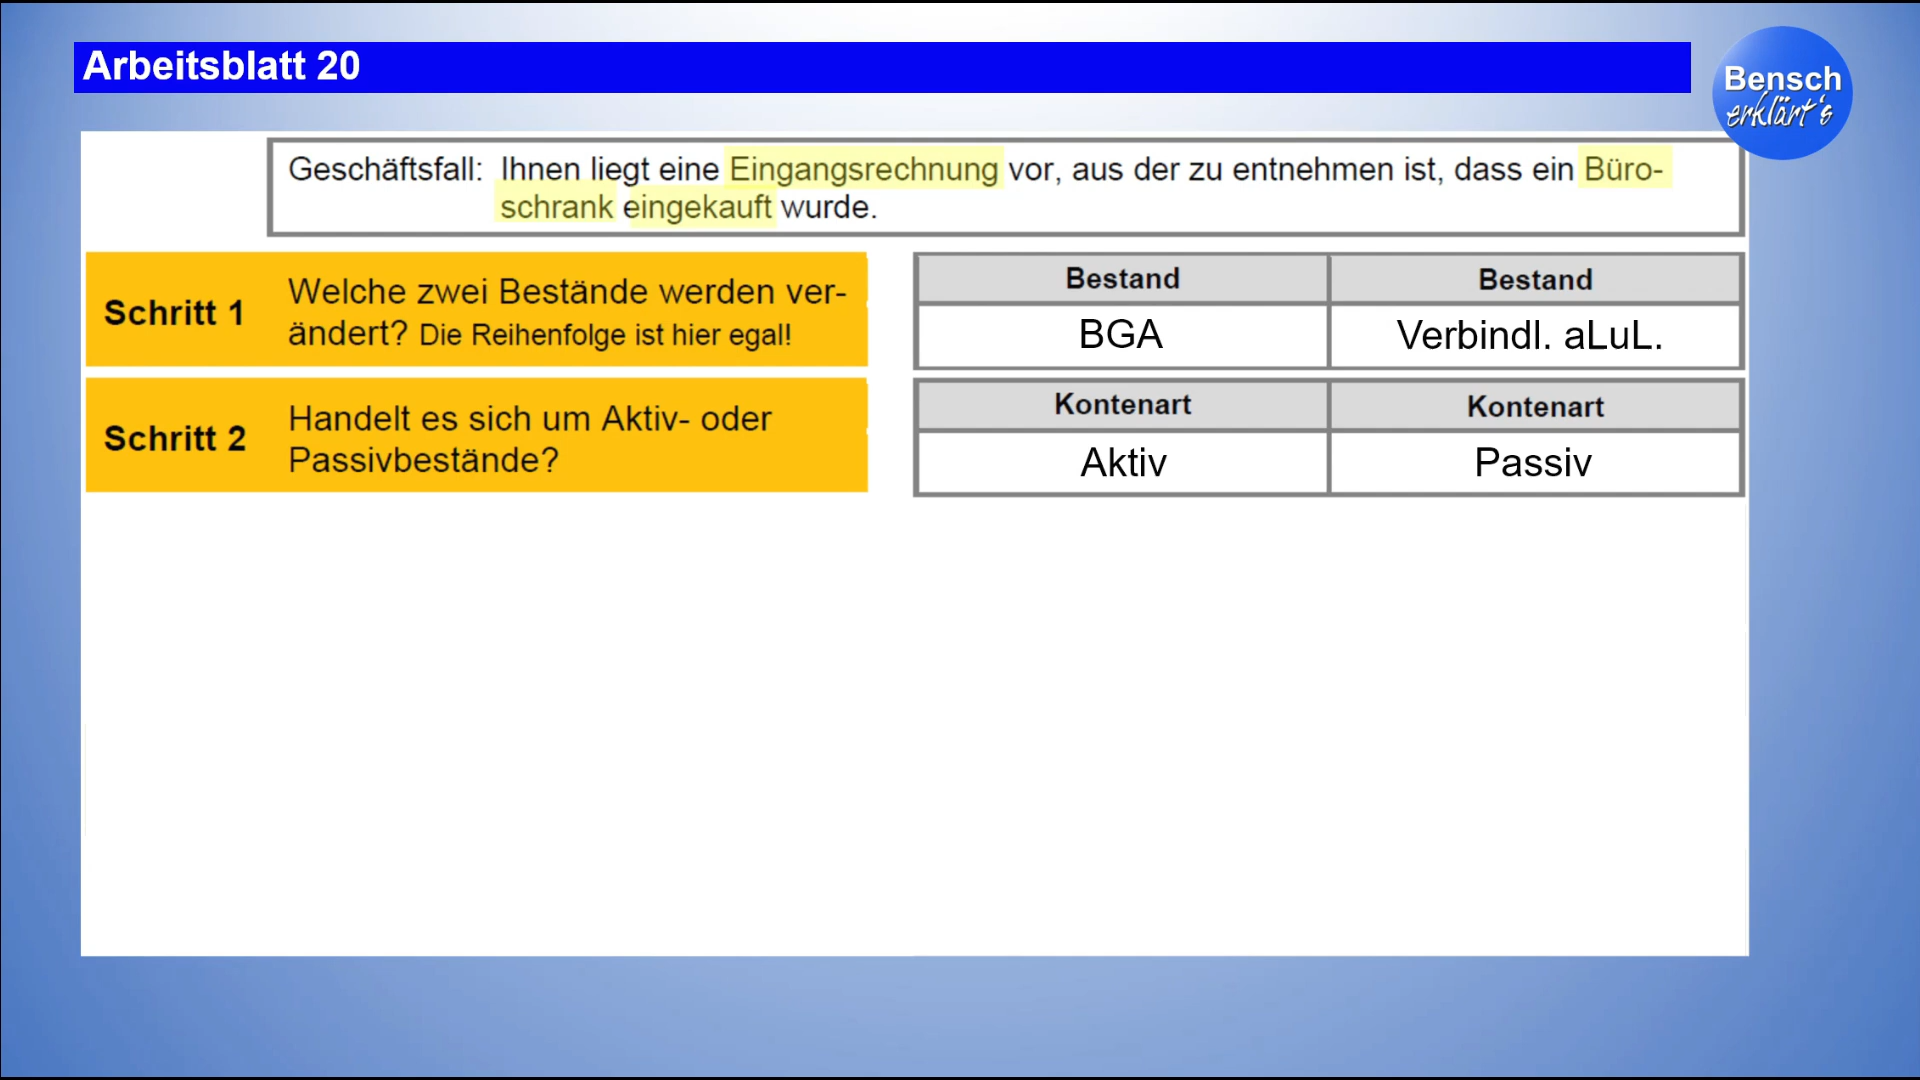 Arbeitsblatt 20
Bensch
erklärt's
Geschäftsfall: Ihnen liegt eine Eingangsrechnung vor, aus der zu entnehmen ist, dass ein Büro-
schrank eingekauft wurde.
Schritt 1
Welche zwei Bestände werden ver-
ändert? Die Reihenfolge ist hier egal!
Bestand Bestand
BGA Verbindl. aLuL.
Schritt 2
Handelt es sich um Aktiv- oder
Passivbestände?
Kontenart Kontenart
Aktiv Passiv